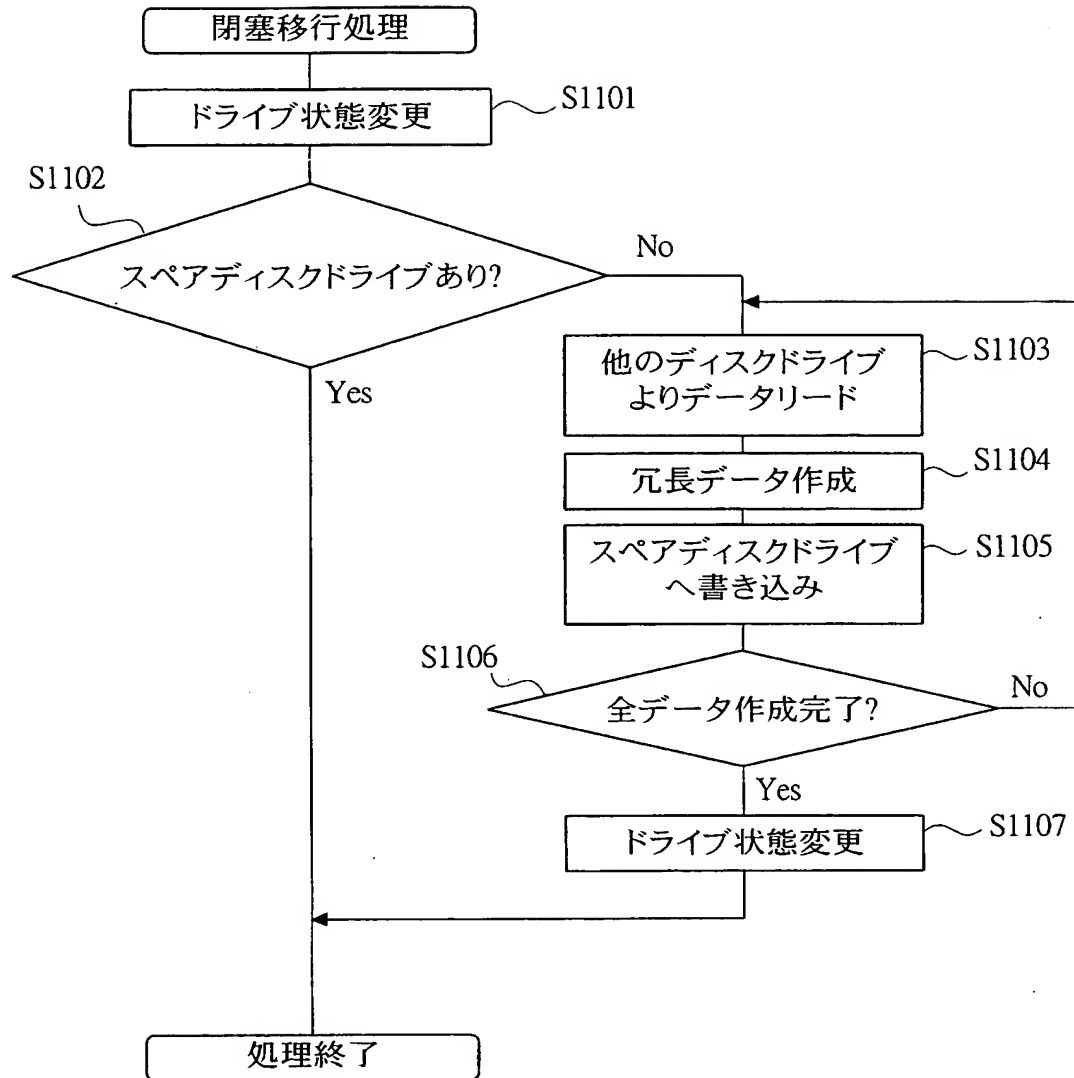 閉塞移行処理
ドライブ状態変更
S1101
S1102
スペアディスクドライブあり?
No
Yes
他のディスクドライブ
よりデータリード
S1103
冗長データ作成
S1104
スペアディスクドライブ
へ書き込み
S1105
S1106
全データ作成完了?
No
Yes
ドライブ状態変更
S1107
処理終了